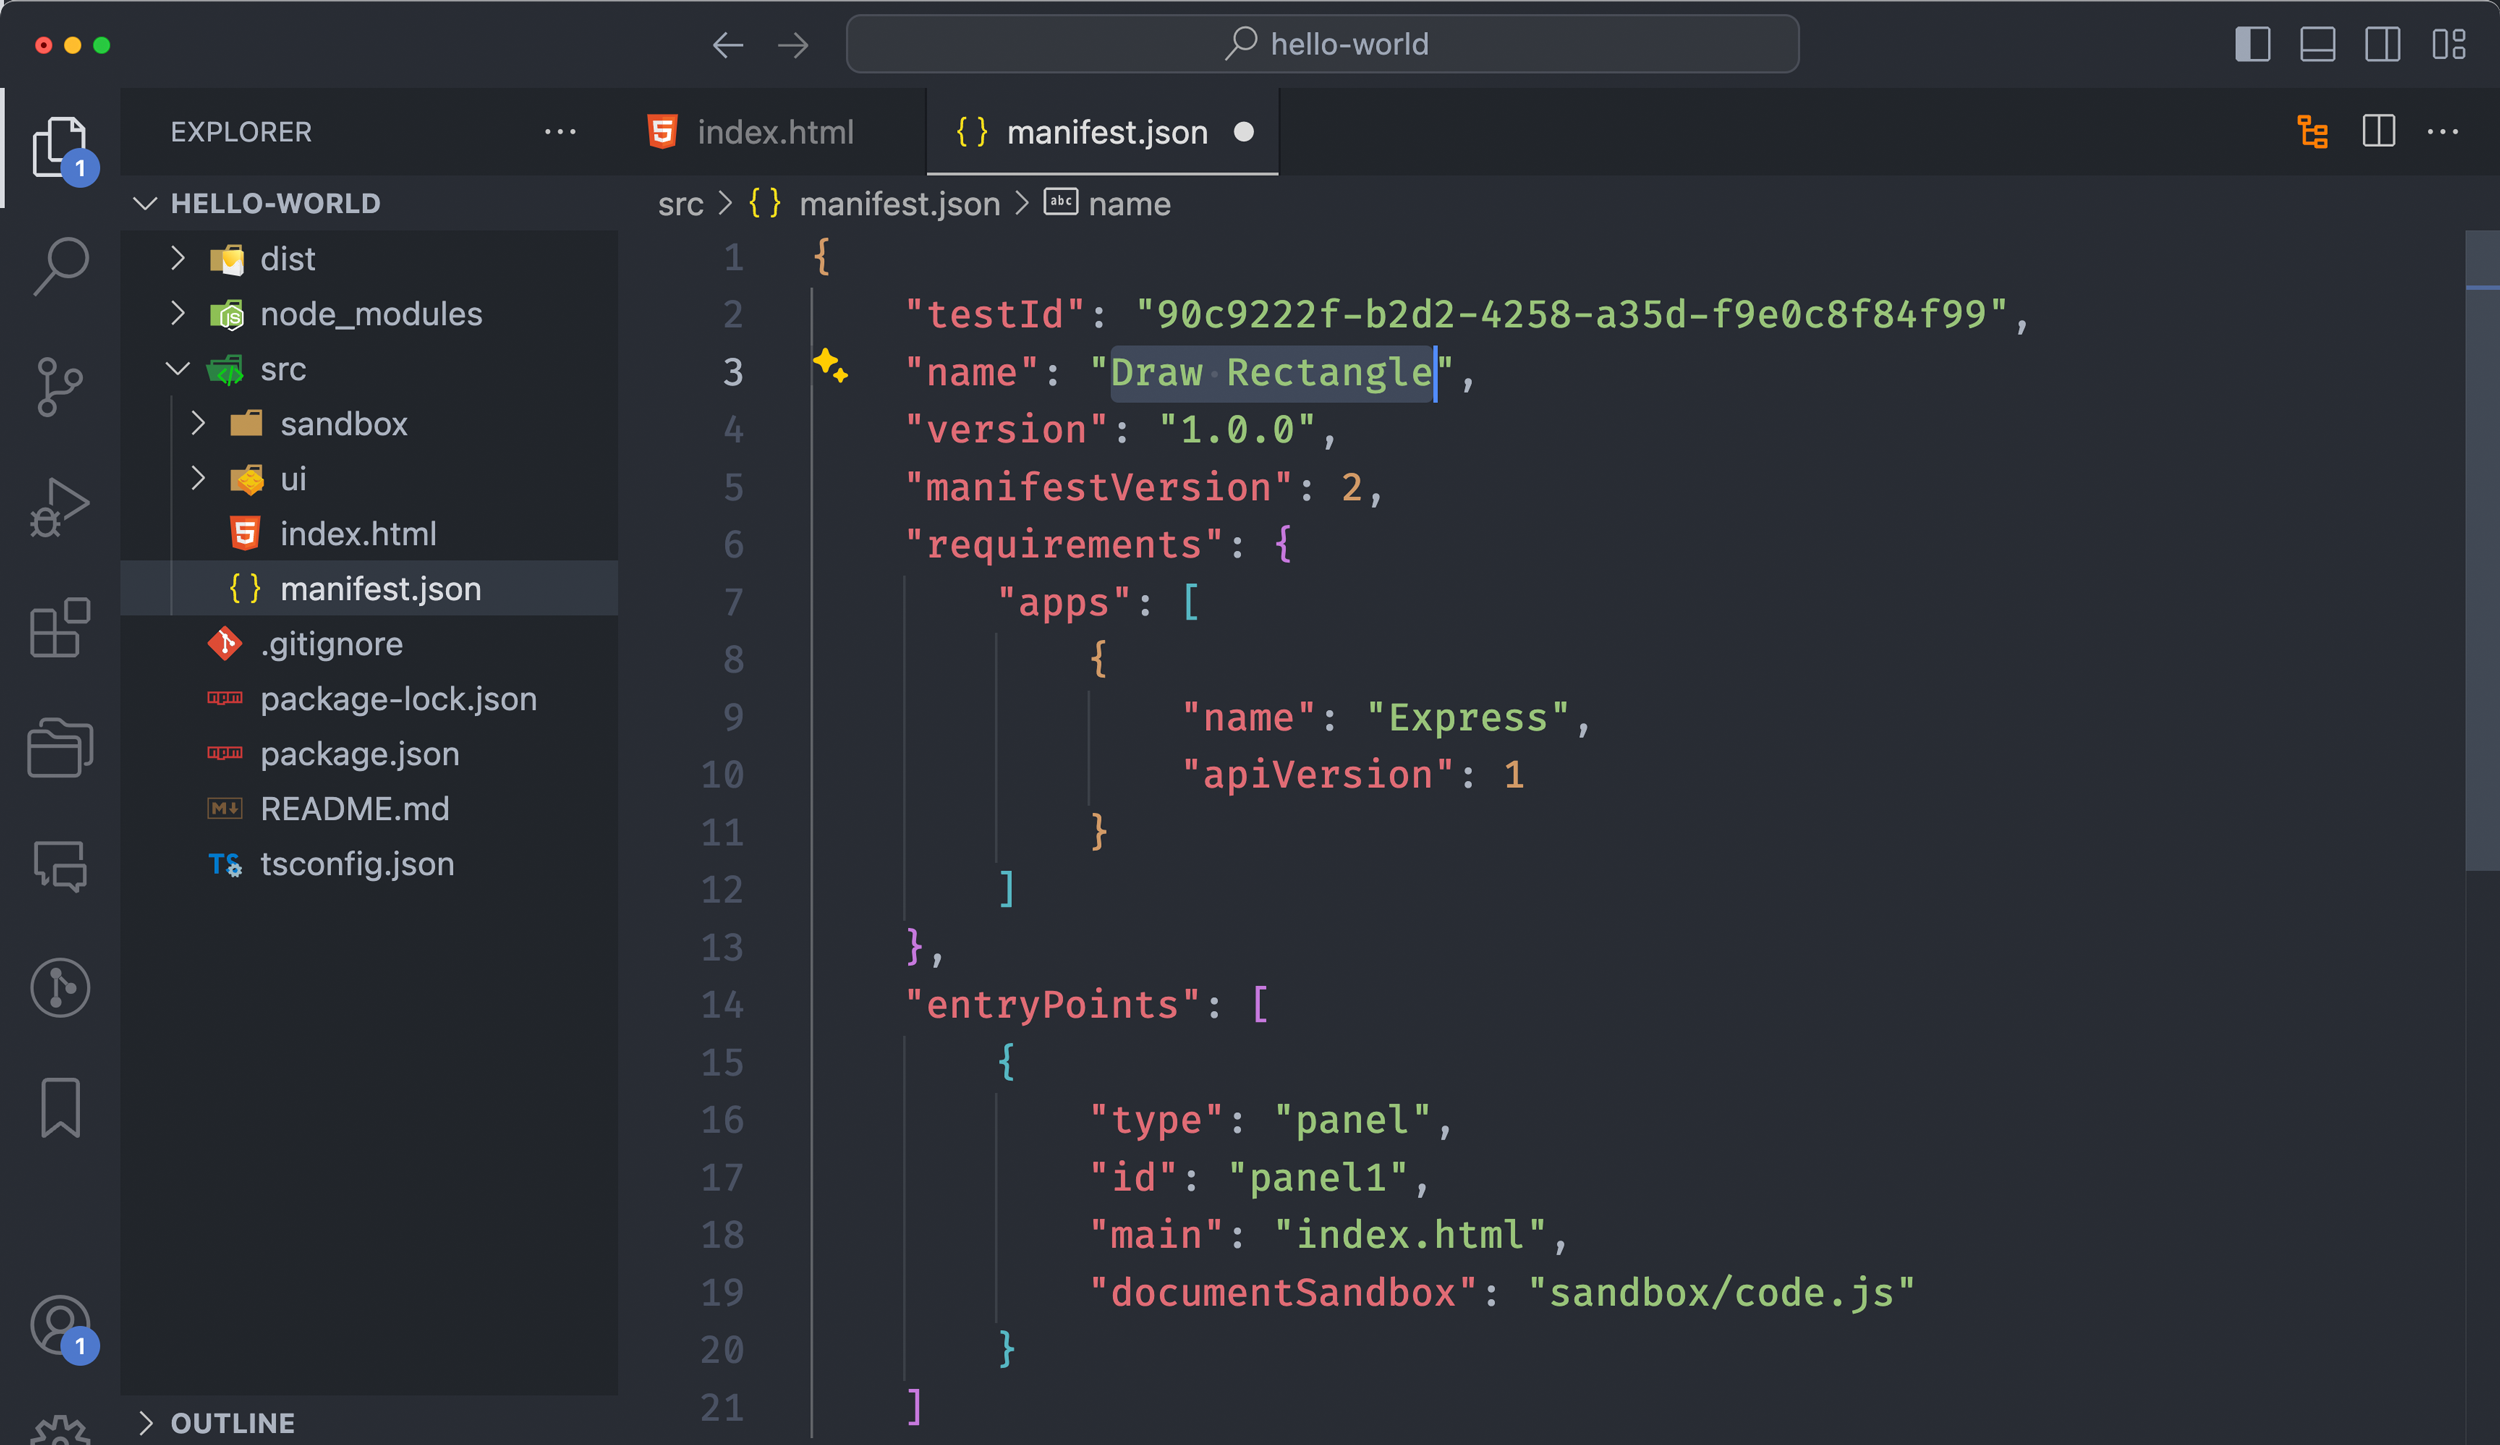 hello-world
EXPLORER
index.html
{ } manifest.json
HELLO-WORLD
src > { } manifest.json > abc name
dist
node_modules
src
sandbox
ui
index.html
{ } manifest.json
.gitignore
npm package-lock.json
npm package.json
M README.md
TS tsconfig.json
OUTLINE
1
1
1 {
2 "testId": "90c9222f-b2d2-4258-a35d-f9e0c8f84f99",
3 "name": "Draw Rectangle",
4 "version": "1.0.0",
5 "manifestVersion": 2,
6 "requirements": {
7 "apps": [
8 {
9 "name": "Express",
10 "apiVersion": 1
11 }
12 ]
13 },
14 "entryPoints": [
15 {
16 "type": "panel",
17 "id": "panel1",
18 "main": "index.html",
19 "documentSandbox": "sandbox/code.js"
20 }
21 ]